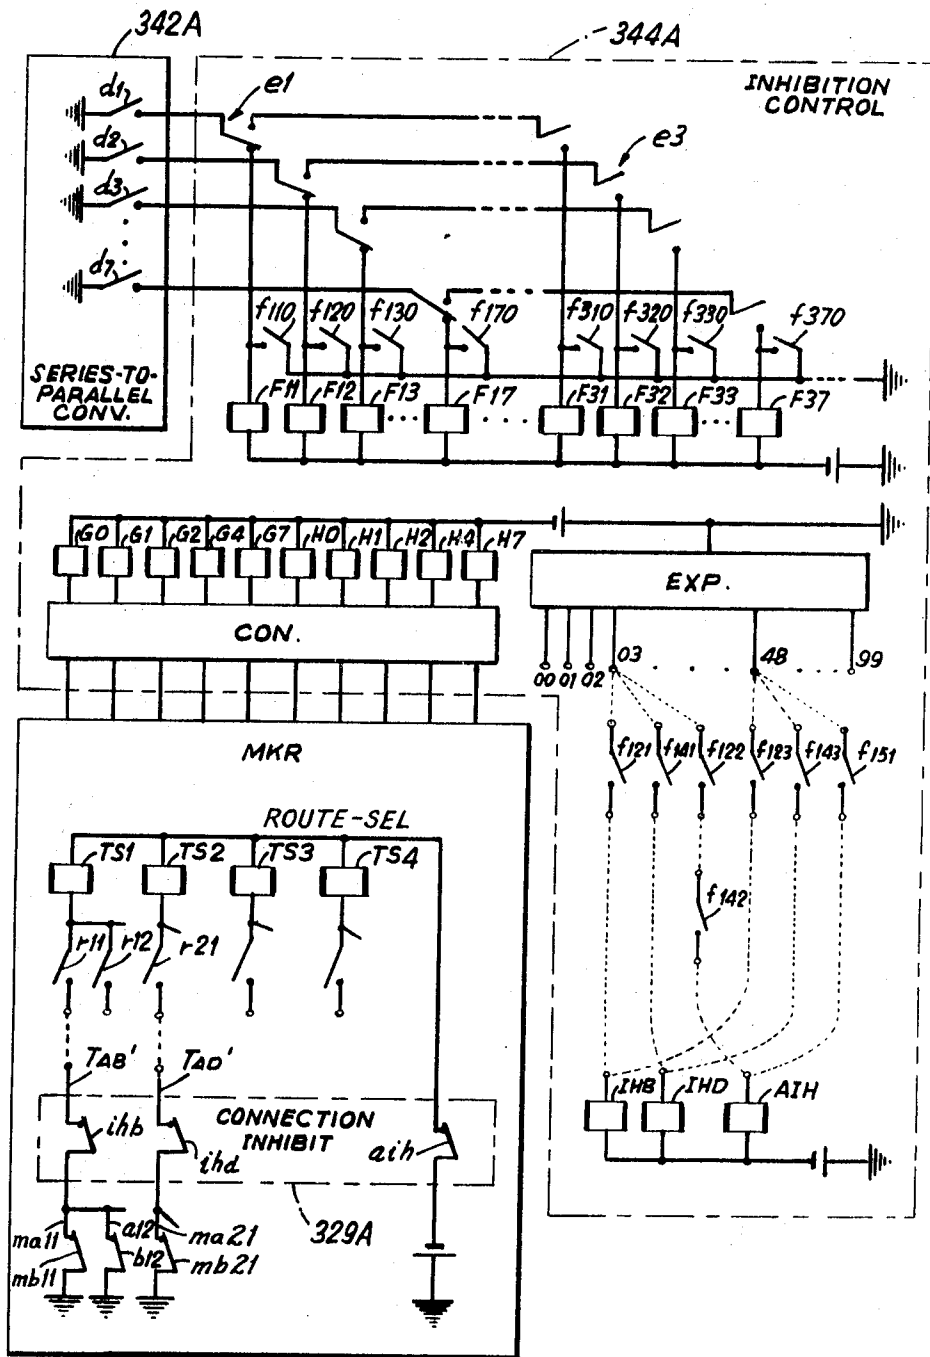 342A
344A
INHIBITION
CONTROL
d1
e1
d2
e3
d3
d7
f110 f120 f130 f170 f310 f320 f330 f370
SERIES-TO-
PARALLEL
CONV.
F11 F12 F13 F17 F31 F32 F33 F37
G0 G1 G2 G4 G7 H0 H1 H2 H4 H7
EXP.
CON.
00 01 02 03 48 99
MKR
f121 f141 f122 f123 f143 f151
ROUTE-SEL
TS1 TS2 TS3 TS4
f142
r11 r12 r21
TAB' TAD'
IHB IHD AIH
CONNECTION
INHIBIT
ihb ihd aih
329A
ma11 a12 ma21
mb11 b12 mb21